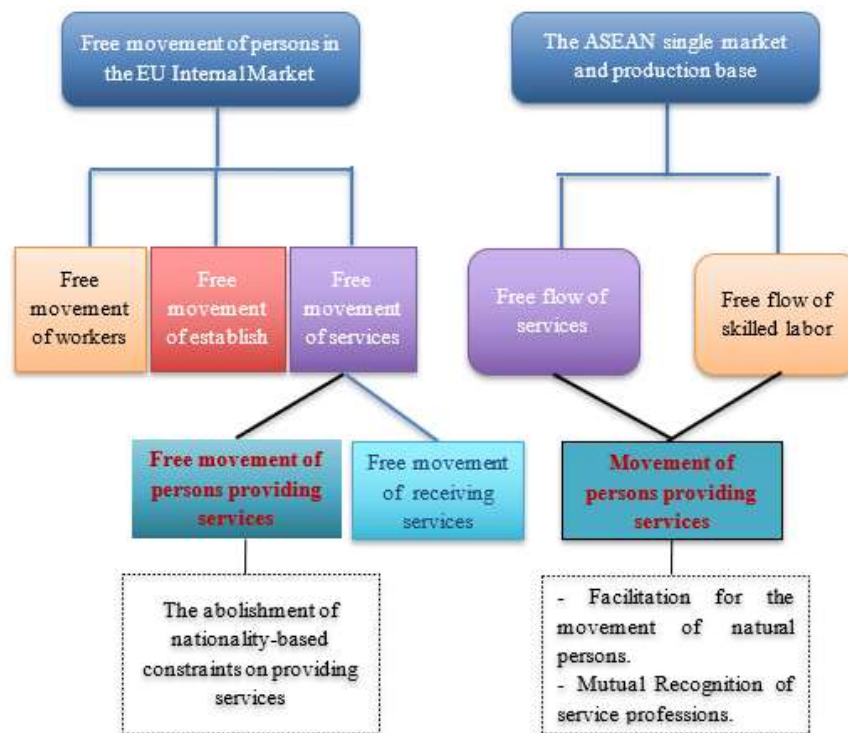 Free movement of persons in
the EU Internal Market
The ASEAN single market
and production base
Free
movement
of workers
Free
movement
of establish
Free
movement
of services
Free flow of
services
Free flow of
skilled labor
Free movement of
persons providing
services
Free movement
of receiving
services
Movement of
persons providing
services
The abolishment of
nationality-based
constraints on providing
services
- Facilitation for the
movement of natural
persons.
- Mutual Recognition of
service professions.